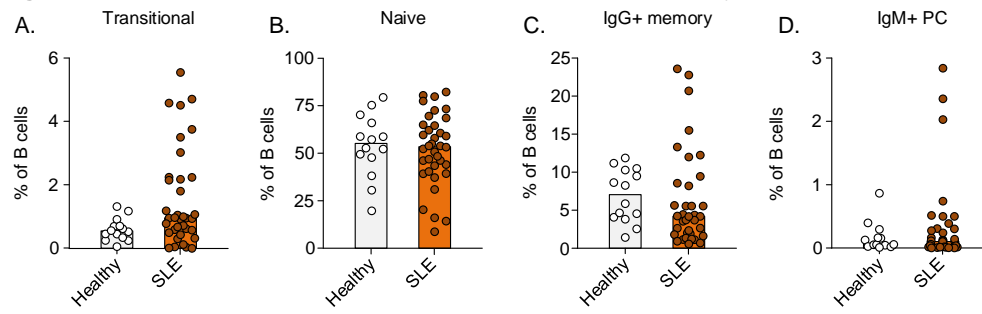 A.
Transitional
% of B cells
6
4
2
0
Healthy
SLE
B.
Naive
% of B cells
100
75
50
25
0
Healthy
SLE
C.
IgG+ memory
% of B cells
25
20
15
10
5
0
Healthy
SLE
D.
IgM+ PC
% of B cells
3
2
1
0
Healthy
SLE